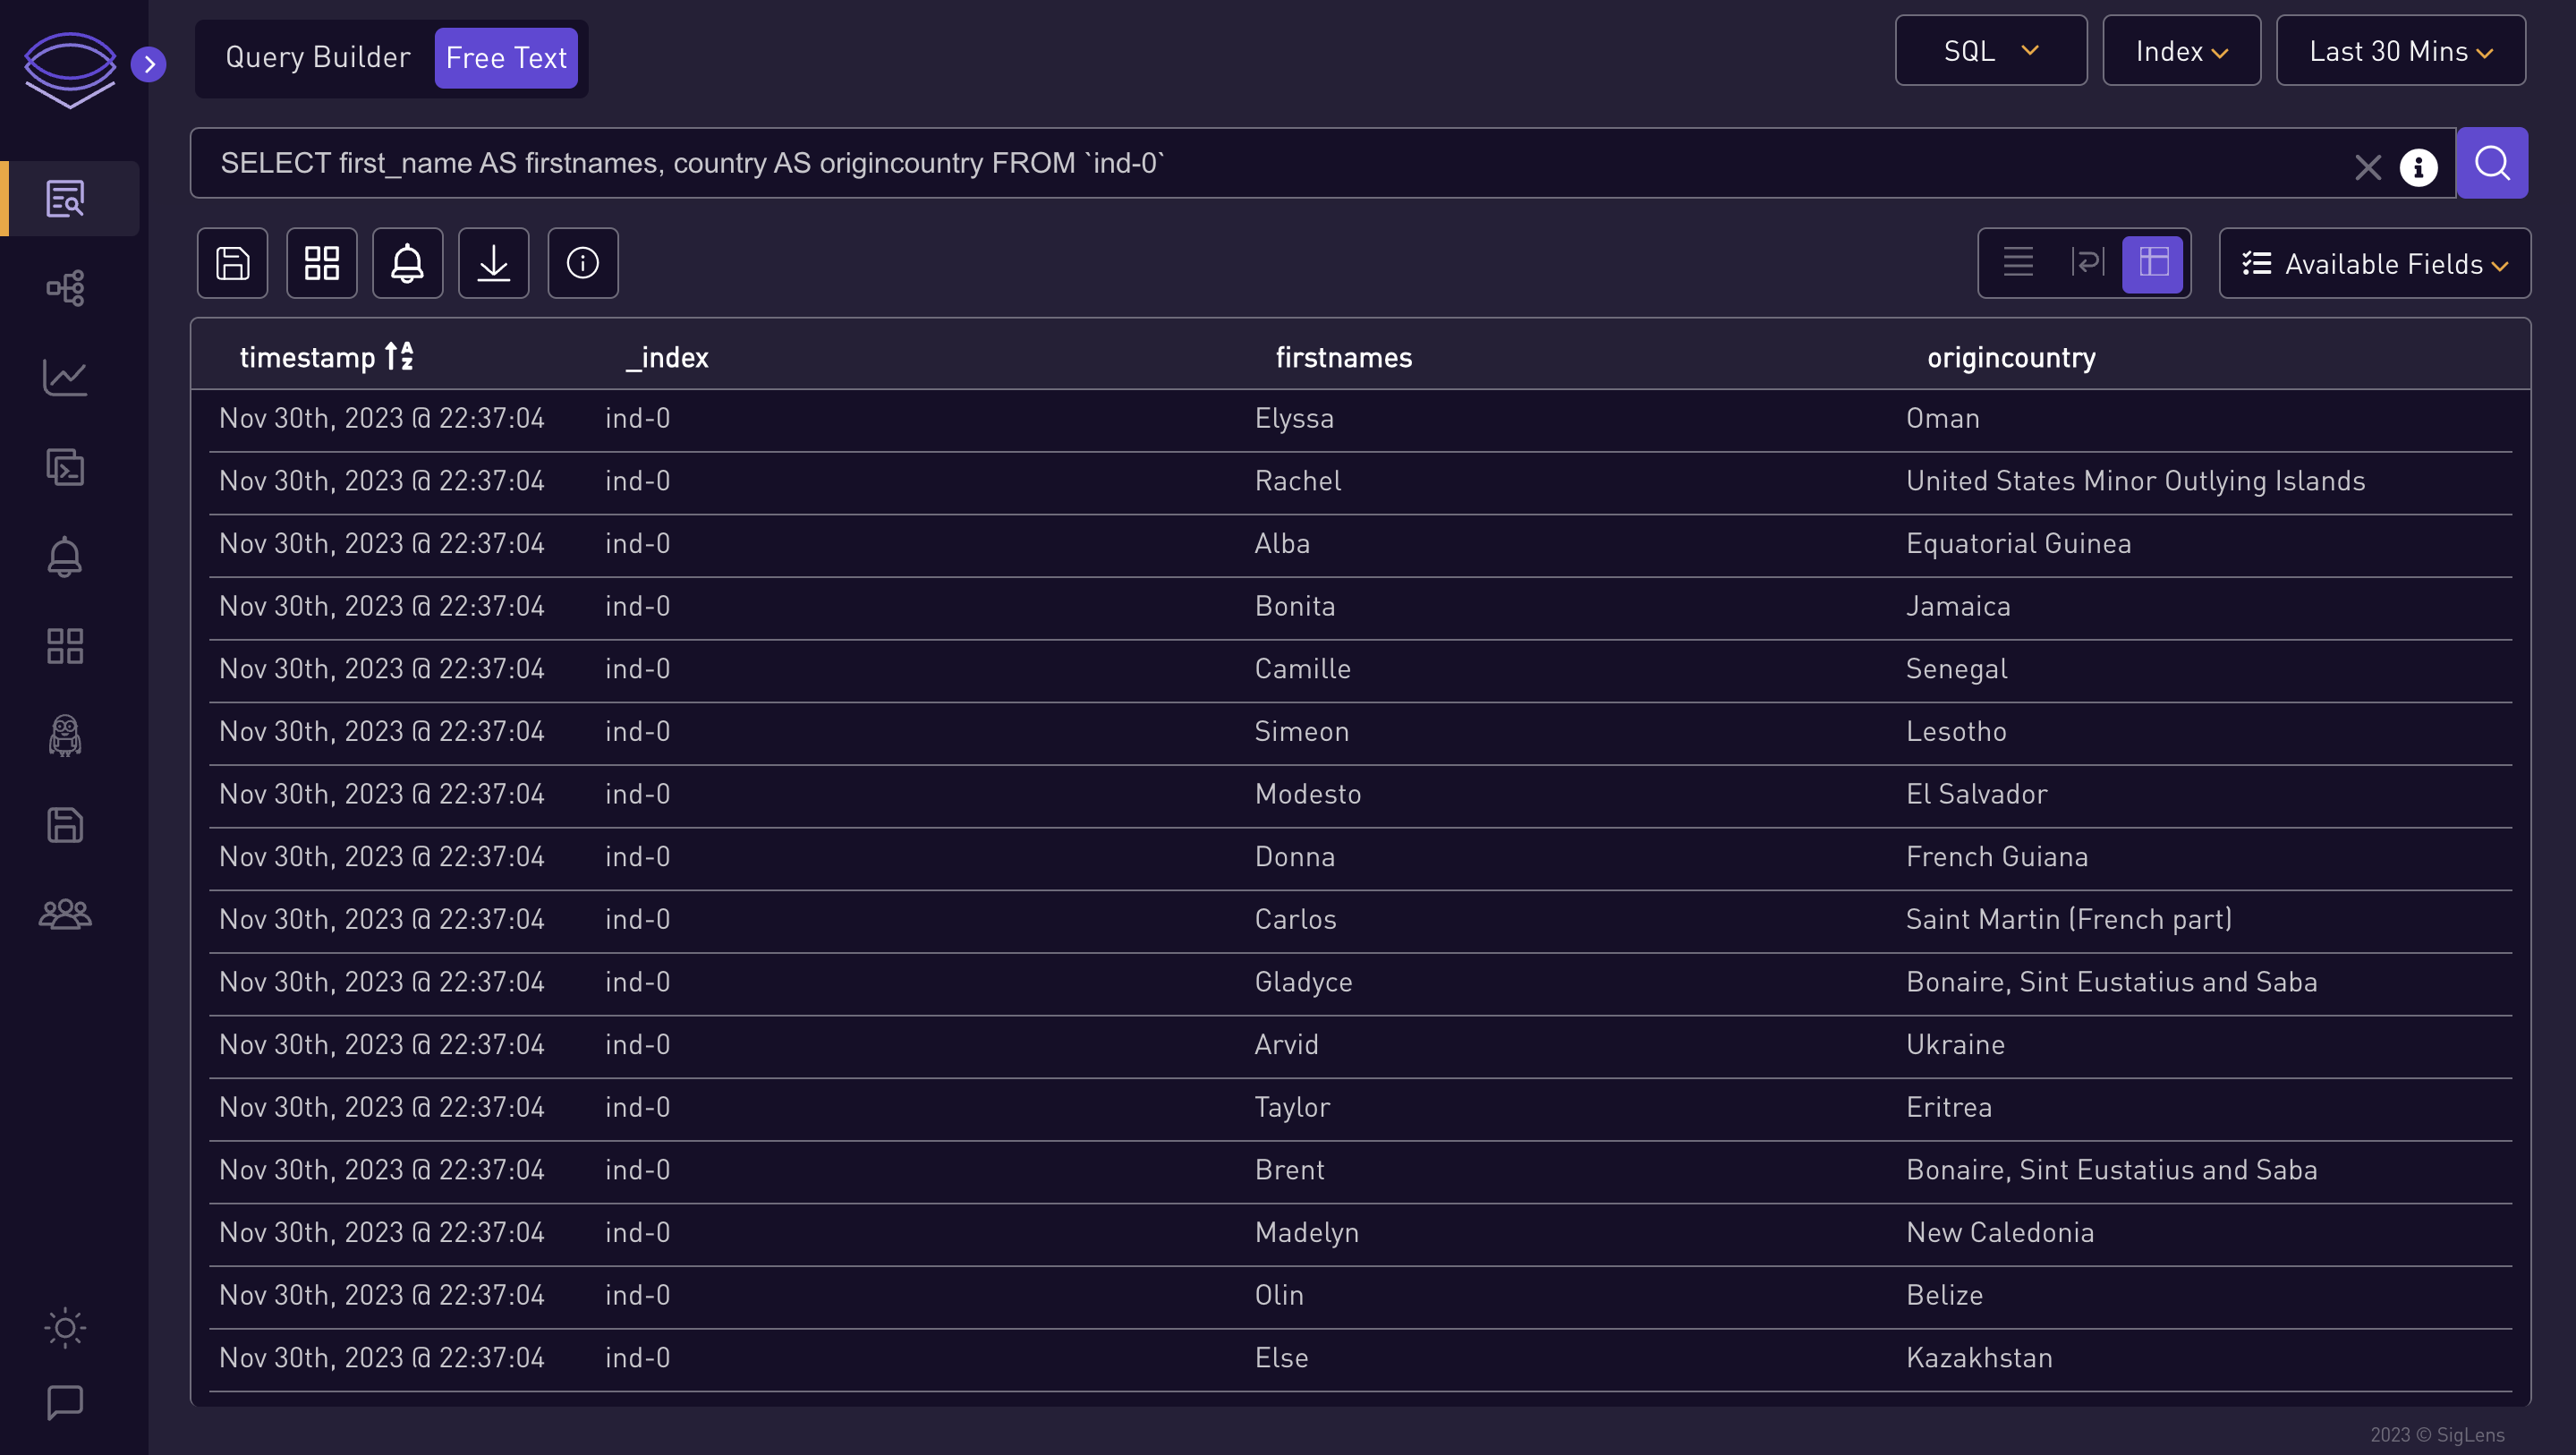 Query Builder Free Text SQL Index Last 30 Mins
SELECT first_name AS firstnames, country AS origincountry FROM `ind-0`
Available Fields
timestamp _index firstnames origincountry
Nov 30th, 2023 @ 22:37:04 ind-0 Elyssa Oman
Nov 30th, 2023 @ 22:37:04 ind-0 Rachel United States Minor Outlying Islands
Nov 30th, 2023 @ 22:37:04 ind-0 Alba Equatorial Guinea
Nov 30th, 2023 @ 22:37:04 ind-0 Bonita Jamaica
Nov 30th, 2023 @ 22:37:04 ind-0 Camille Senegal
Nov 30th, 2023 @ 22:37:04 ind-0 Simeon Lesotho
Nov 30th, 2023 @ 22:37:04 ind-0 Modesto El Salvador
Nov 30th, 2023 @ 22:37:04 ind-0 Donna French Guiana
Nov 30th, 2023 @ 22:37:04 ind-0 Carlos Saint Martin (French part)
Nov 30th, 2023 @ 22:37:04 ind-0 Gladyce Bonaire, Sint Eustatius and Saba
Nov 30th, 2023 @ 22:37:04 ind-0 Arvid Ukraine
Nov 30th, 2023 @ 22:37:04 ind-0 Taylor Eritrea
Nov 30th, 2023 @ 22:37:04 ind-0 Brent Bonaire, Sint Eustatius and Saba
Nov 30th, 2023 @ 22:37:04 ind-0 Madelyn New Caledonia
Nov 30th, 2023 @ 22:37:04 ind-0 Olin Belize
Nov 30th, 2023 @ 22:37:04 ind-0 Else Kazakhstan
2023 © SigLens